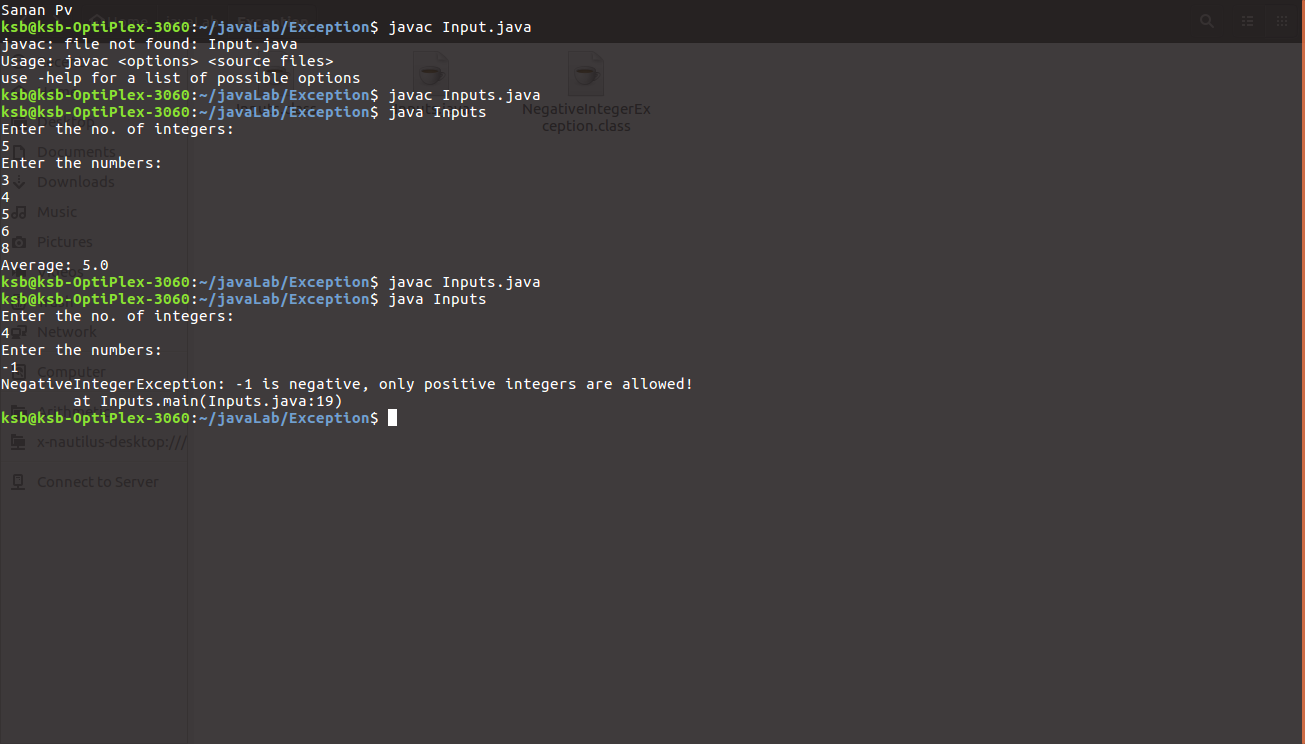 Sanan Pv
ksb@ksb-OptiPlex-3060:~/javaLab/Exception$ javac Input.java
javac: file not found: Input.java
Usage: javac <options> <source files>
use -help for a list of possible options
ksb@ksb-OptiPlex-3060:~/javaLab/Exception$ javac Inputs.java
ksb@ksb-OptiPlex-3060:~/javaLab/Exception$ java Inputs
Enter the no. of integers:
5
Enter the numbers:
3
4
5
6
8
Average: 5.0
ksb@ksb-OptiPlex-3060:~/javaLab/Exception$ javac Inputs.java
ksb@ksb-OptiPlex-3060:~/javaLab/Exception$ java Inputs
Enter the no. of integers:
4
Enter the numbers:
-1
NegativeIntegerException: -1 is negative, only positive integers are allowed!
at Inputs.main(Inputs.java:19)
ksb@ksb-OptiPlex-3060:~/javaLab/Exception$
NegativeIntegerEx
ception.class
Documents
Downloads
Music
Pictures
Network
Computer
x-nautilus-desktop:///
Connect to Server